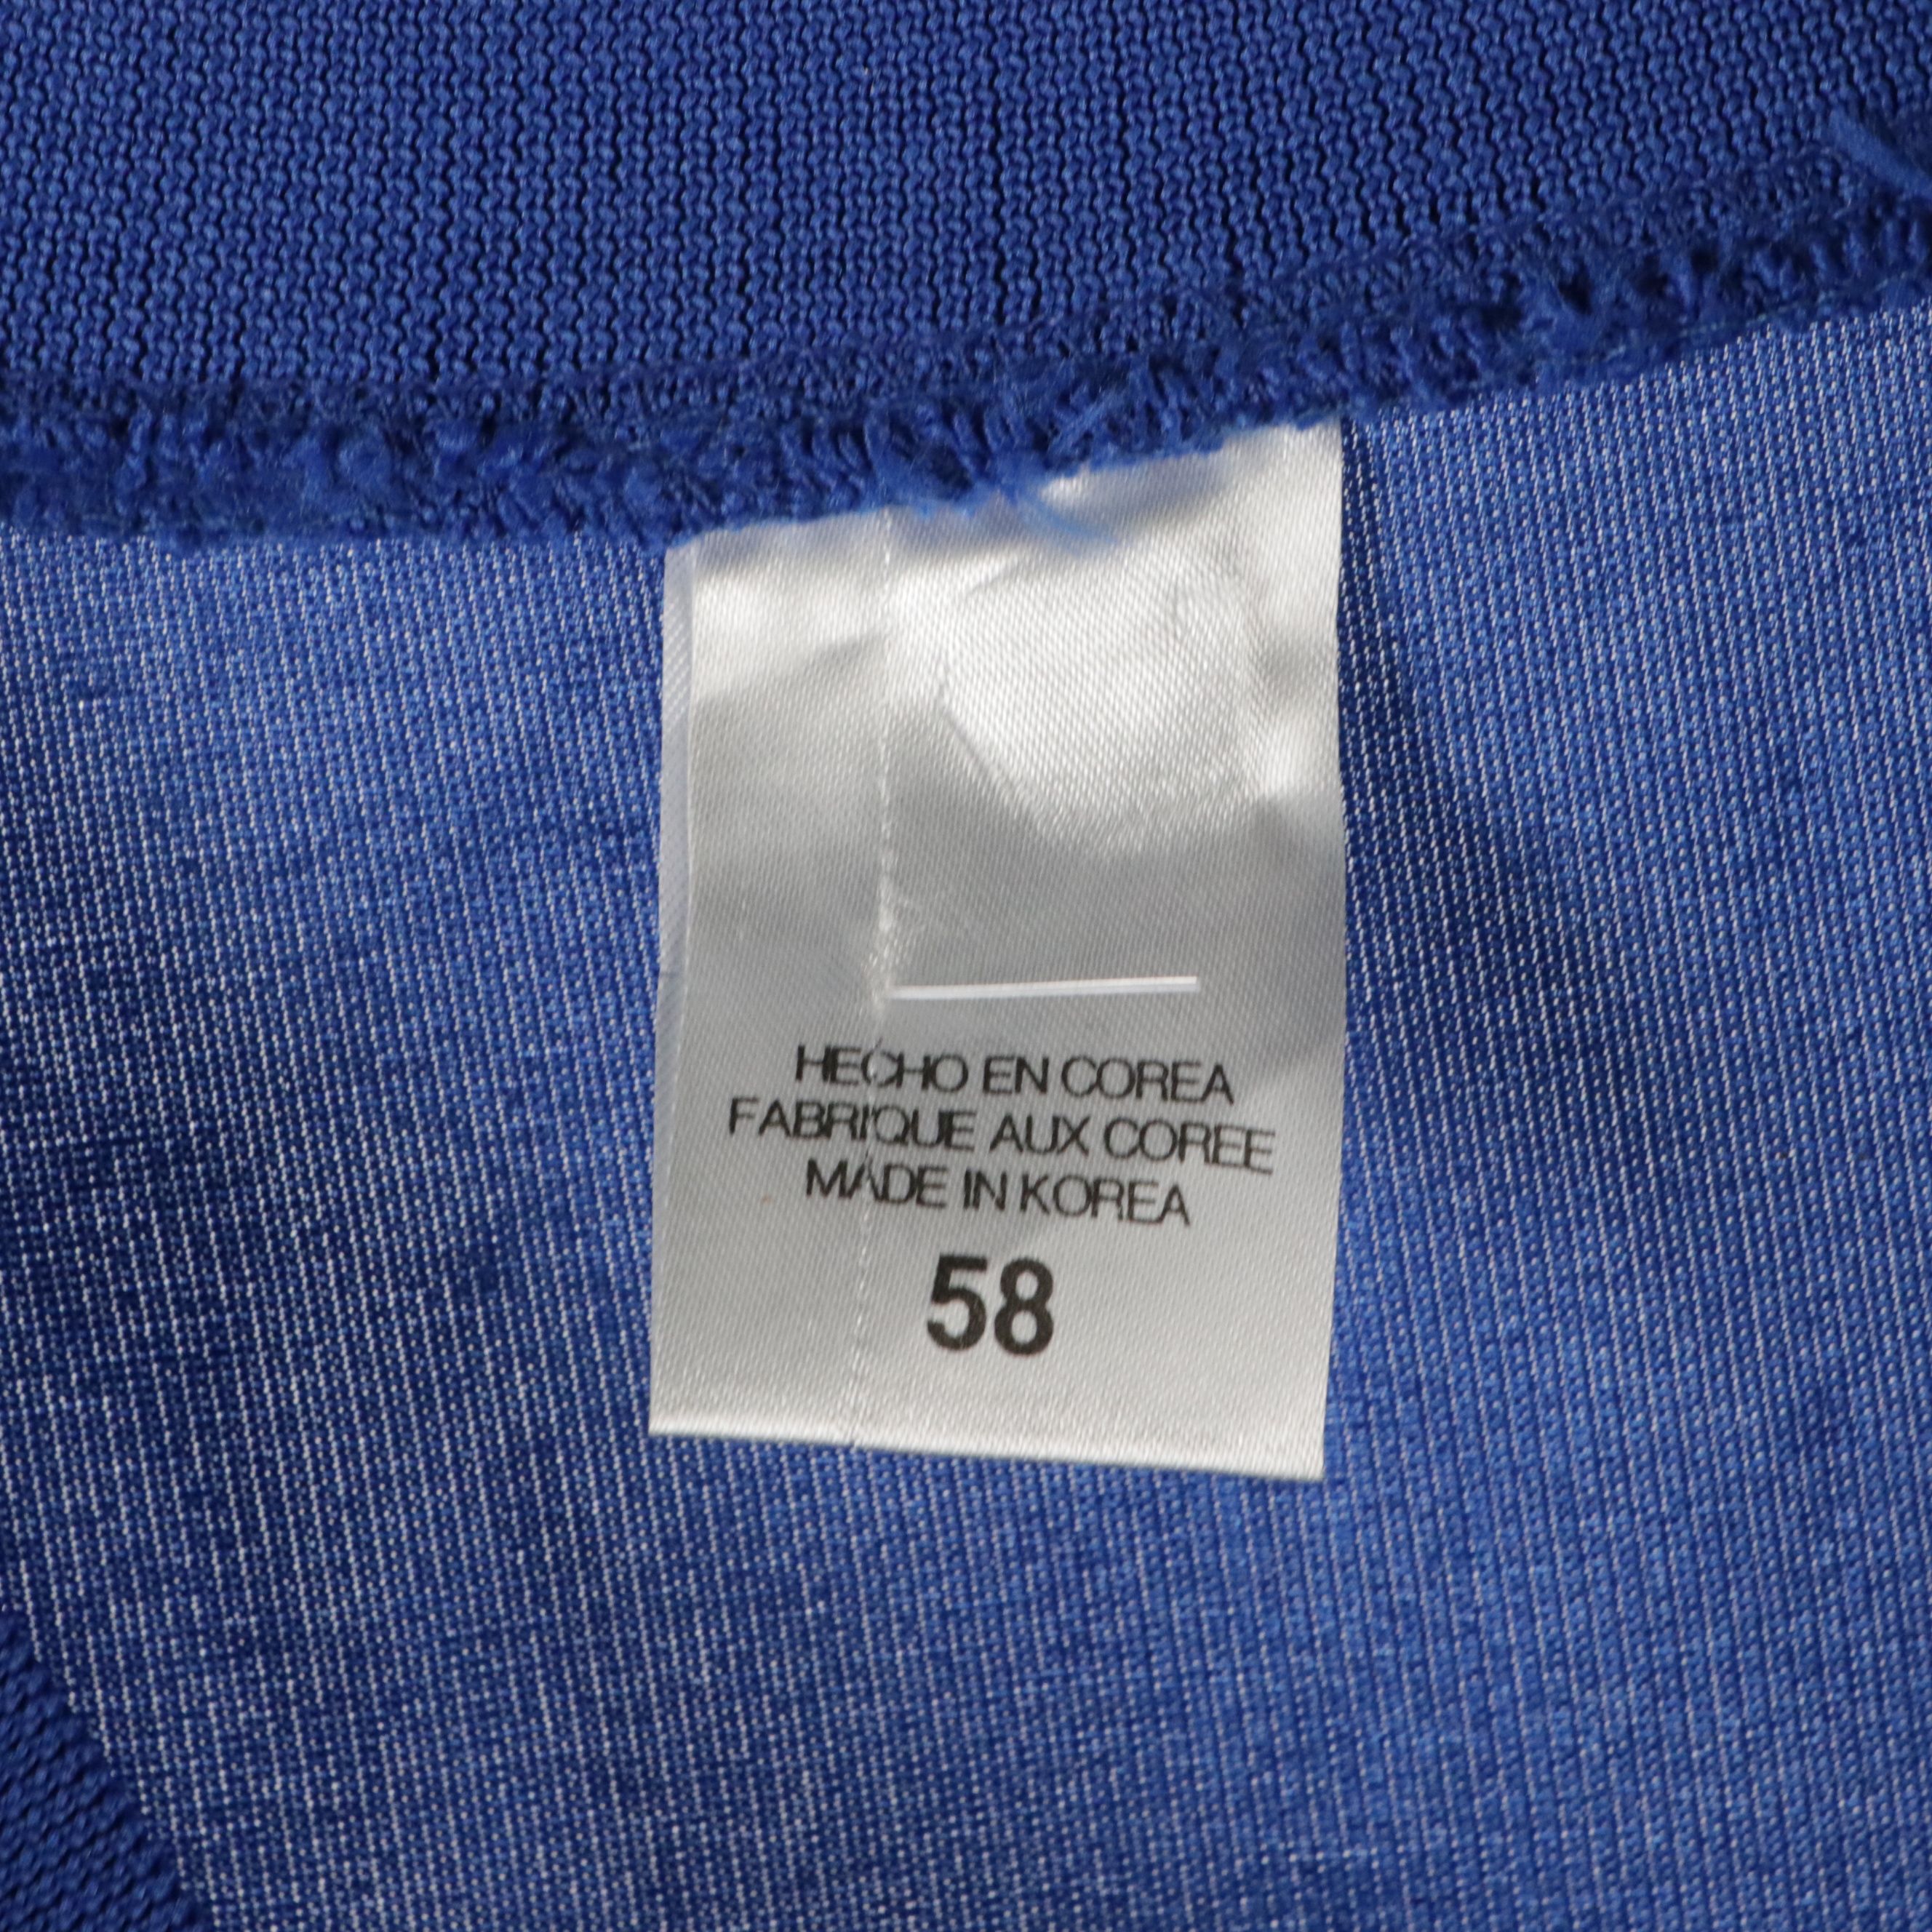 HECHO EN COREA
FABRIQUE AUX COREE
MADE IN KOREA
58